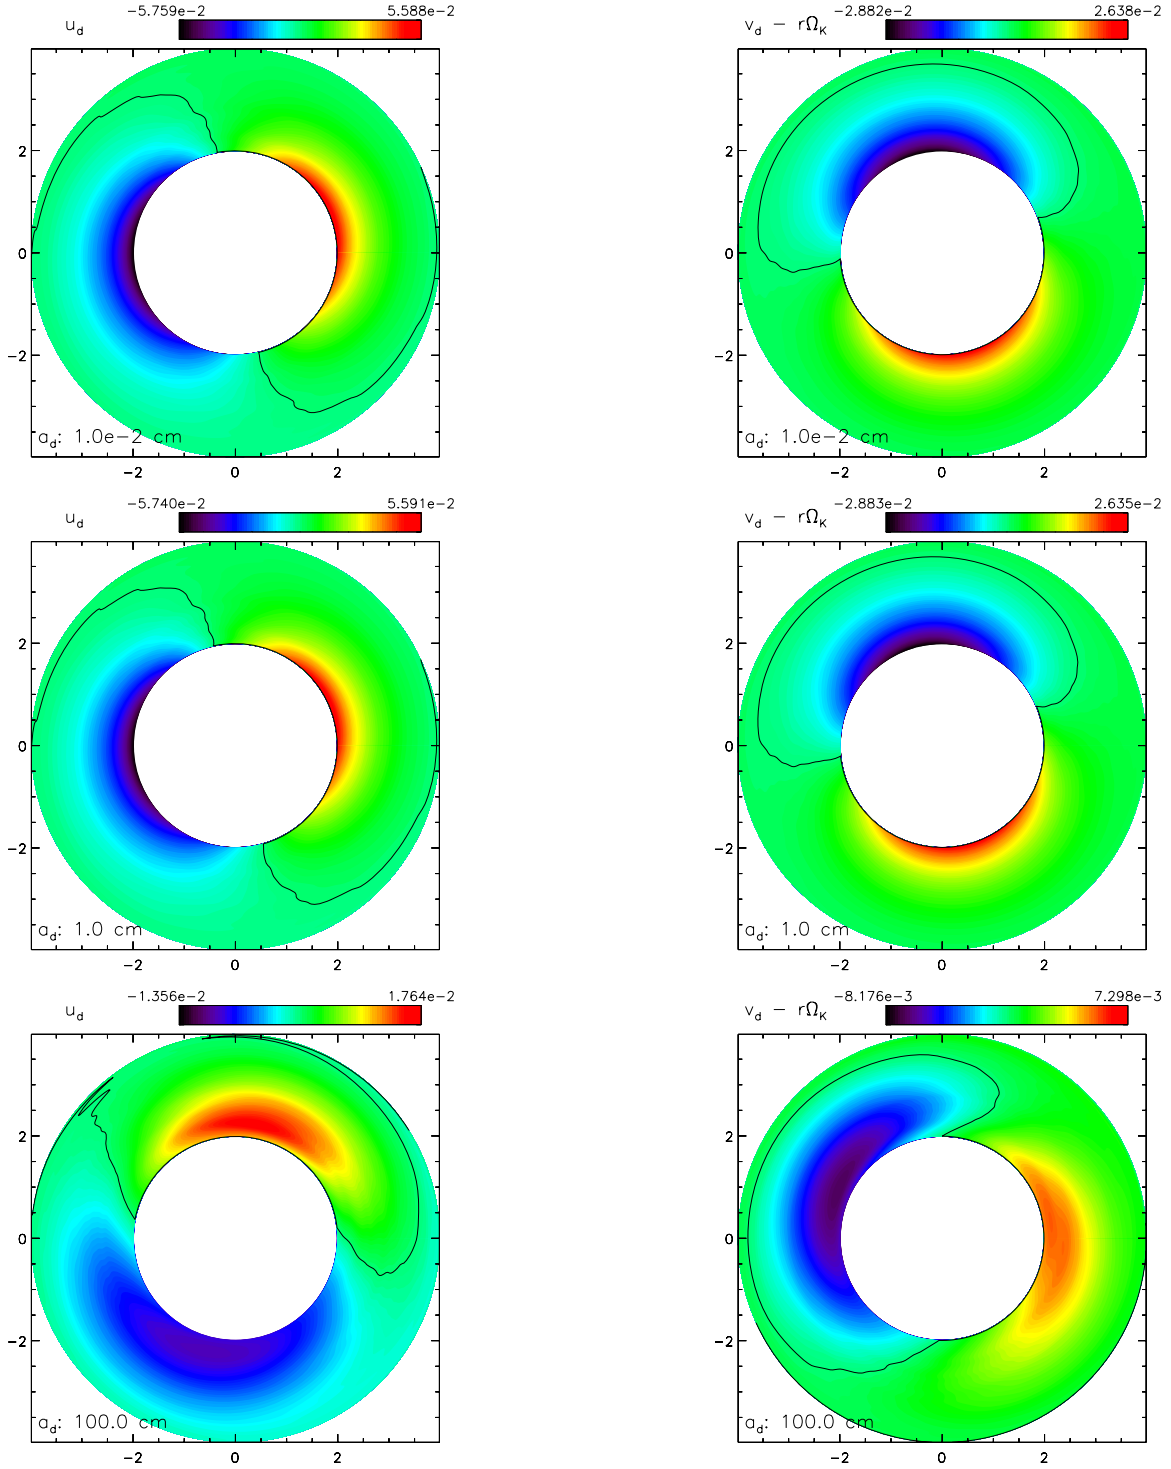 −5.759e−2 5.588e−2
u_d
−2.882e−2 2.638e−2
v_d − rΩ_K
2
0
−2
a_d: 1.0e−2 cm
−2 0 2
2
0
−2
a_d: 1.0e−2 cm
−2 0 2
−5.740e−2 5.591e−2
u_d
−2.883e−2 2.635e−2
v_d − rΩ_K
2
0
−2
a_d: 1.0 cm
−2 0 2
2
0
−2
a_d: 1.0 cm
−2 0 2
−1.356e−2 1.764e−2
u_d
−8.176e−3 7.298e−3
v_d − rΩ_K
2
0
−2
a_d: 100.0 cm
−2 0 2
2
0
−2
a_d: 100.0 cm
−2 0 2